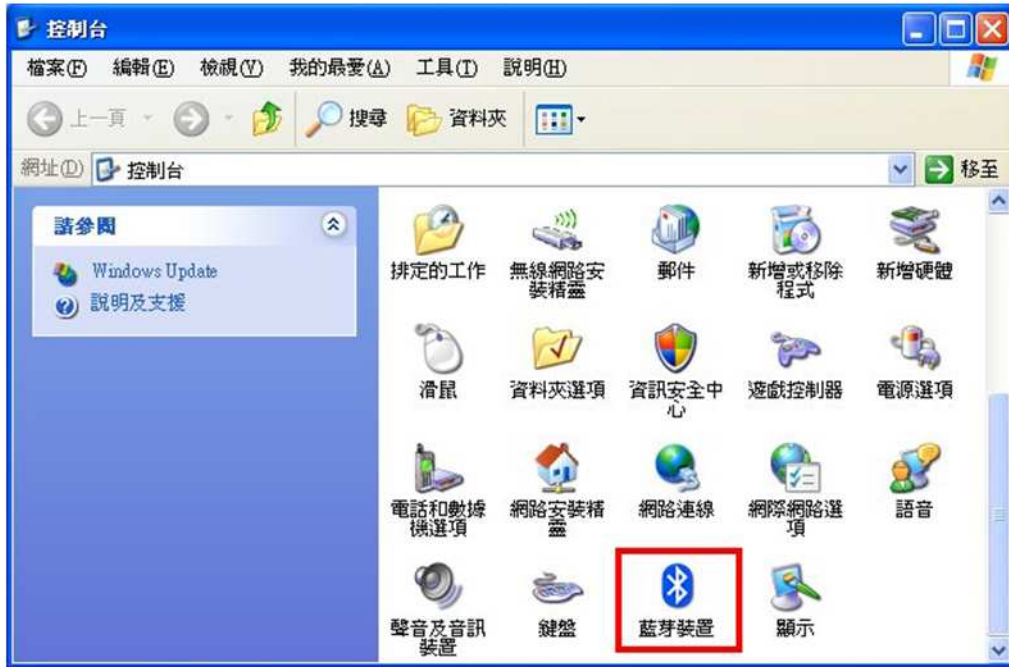 控制台
檔案(F) 編輯(E) 檢視(V) 我的最愛(A) 工具(T) 說明(H)
上一頁 搜尋 資料夾
網址(D) 控制台 移至
請參閱
Windows Update
說明及支援
排定的工作
無線網路安
裝精靈
郵件
新增或移除
程式
新增硬體
滑鼠
資料夾選項
資訊安全中
心
遊戲控制器
電源選項
電話和數據
機選項
網路安裝精
靈
網路連線
網際網路選
項
語音
聲音及音訊
裝置
鍵盤
藍芽裝置
顯示